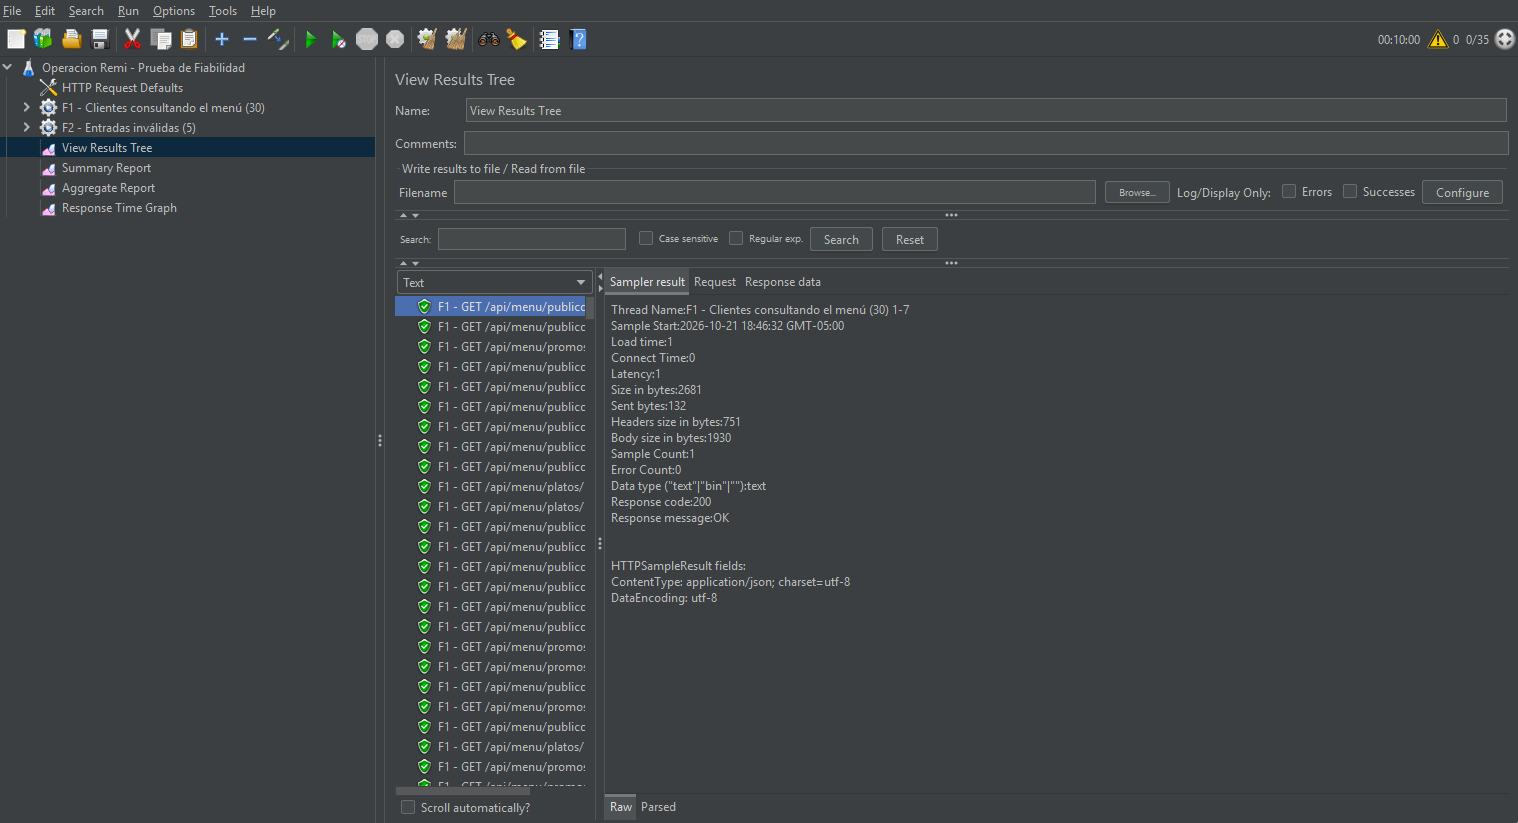 File Edit Search Run Options Tools Help
00:10:00 0 0/35
Operacion Remi - Prueba de Fiabilidad
HTTP Request Defaults
F1 - Clientes consultando el menú (30)
F2 - Entradas inválidas (5)
View Results Tree
Summary Report
Aggregate Report
Response Time Graph
View Results Tree
Name: View Results Tree
Comments:
Write results to file / Read from file
Filename Browse... Log/Display Only: Errors Successes Configure
Search: Case sensitive Regular exp. Search Reset
Text
F1 - GET /api/menu/publicc
F1 - GET /api/menu/publicc
F1 - GET /api/menu/promos
F1 - GET /api/menu/publicc
F1 - GET /api/menu/publicc
F1 - GET /api/menu/publicc
F1 - GET /api/menu/publicc
F1 - GET /api/menu/publicc
F1 - GET /api/menu/publicc
F1 - GET /api/menu/platos/
F1 - GET /api/menu/platos/
F1 - GET /api/menu/publicc
F1 - GET /api/menu/publicc
F1 - GET /api/menu/publicc
F1 - GET /api/menu/publicc
F1 - GET /api/menu/publicc
F1 - GET /api/menu/publicc
F1 - GET /api/menu/promos
F1 - GET /api/menu/promos
F1 - GET /api/menu/publicc
F1 - GET /api/menu/promos
F1 - GET /api/menu/publicc
F1 - GET /api/menu/platos/
F1 - GET /api/menu/promos
Scroll automatically?
Sampler result Request Response data
Thread Name:F1 - Clientes consultando el menú (30) 1-7
Sample Start:2026-10-21 18:46:32 GMT-05:00
Load time:1
Connect Time:0
Latency:1
Size in bytes:2681
Sent bytes:132
Headers size in bytes:751
Body size in bytes:1930
Sample Count:1
Error Count:0
Data type ("text"|"bin"|""):text
Response code:200
Response message:OK
HTTPSampleResult fields:
ContentType: application/json; charset=utf-8
DataEncoding: utf-8
Raw Parsed